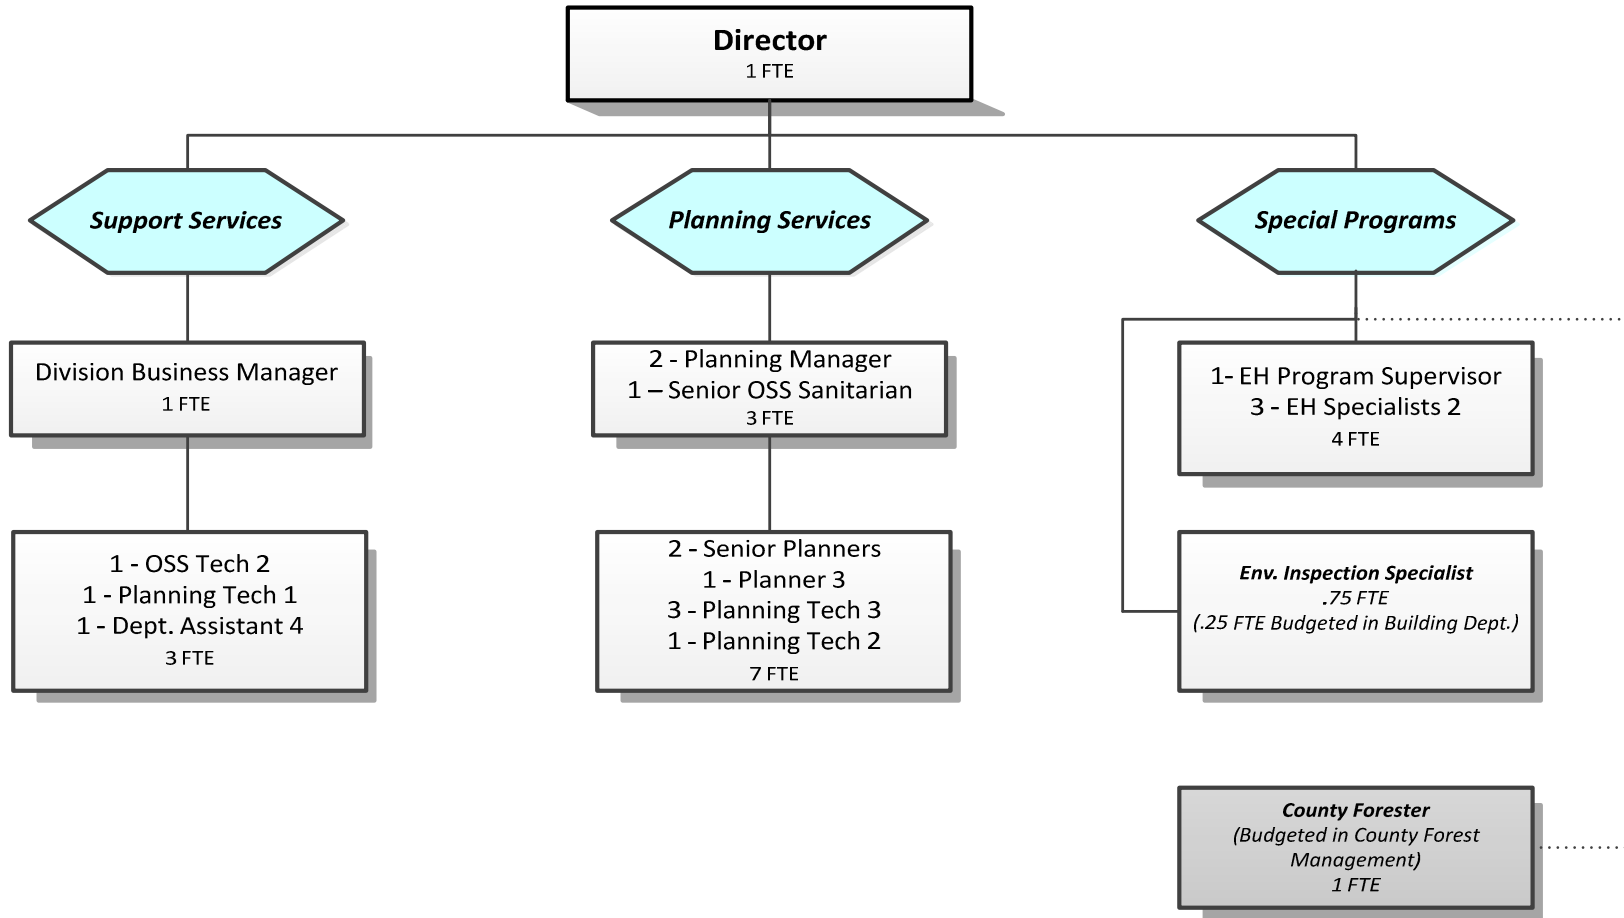 Director
1 FTE
Support Services
Planning Services
Special Programs
Division Business Manager
1 FTE
2 - Planning Manager
1 – Senior OSS Sanitarian
3 FTE
1- EH Program Supervisor
3 - EH Specialists 2
4 FTE
1 - OSS Tech 2
1 - Planning Tech 1
1 - Dept. Assistant 4
3 FTE
2 - Senior Planners
1 - Planner 3
3 - Planning Tech 3
1 - Planning Tech 2
7 FTE
Env. Inspection Specialist
.75 FTE
(.25 FTE Budgeted in Building Dept.)
County Forester
(Budgeted in County Forest
Management)
1 FTE